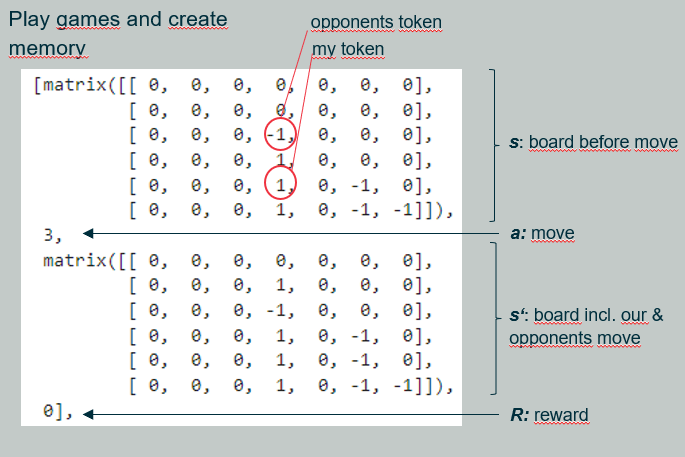 Play games and create
memory
opponents token
my token
[matrix([[ 0, 0, 0, 0, 0, 0, 0],
[ 0, 0, 0, 0, 0, 0, 0],
[ 0, 0, 0, -1, 0, 0, 0],
[ 0, 0, 0, 1, 0, 0, 0],
[ 0, 0, 0, 1, 0, -1, 0],
[ 0, 0, 0, 1, 0, -1, -1]]),
s: board before move
3,
a: move
matrix([[ 0, 0, 0, 0, 0, 0, 0],
[ 0, 0, 0, 1, 0, 0, 0],
[ 0, 0, 0, -1, 0, 0, 0],
[ 0, 0, 0, 1, 0, -1, 0],
[ 0, 0, 0, 1, 0, -1, 0],
[ 0, 0, 0, 1, 0, -1, -1]]),
s‘: board incl. our &
opponents move
0],
R: reward